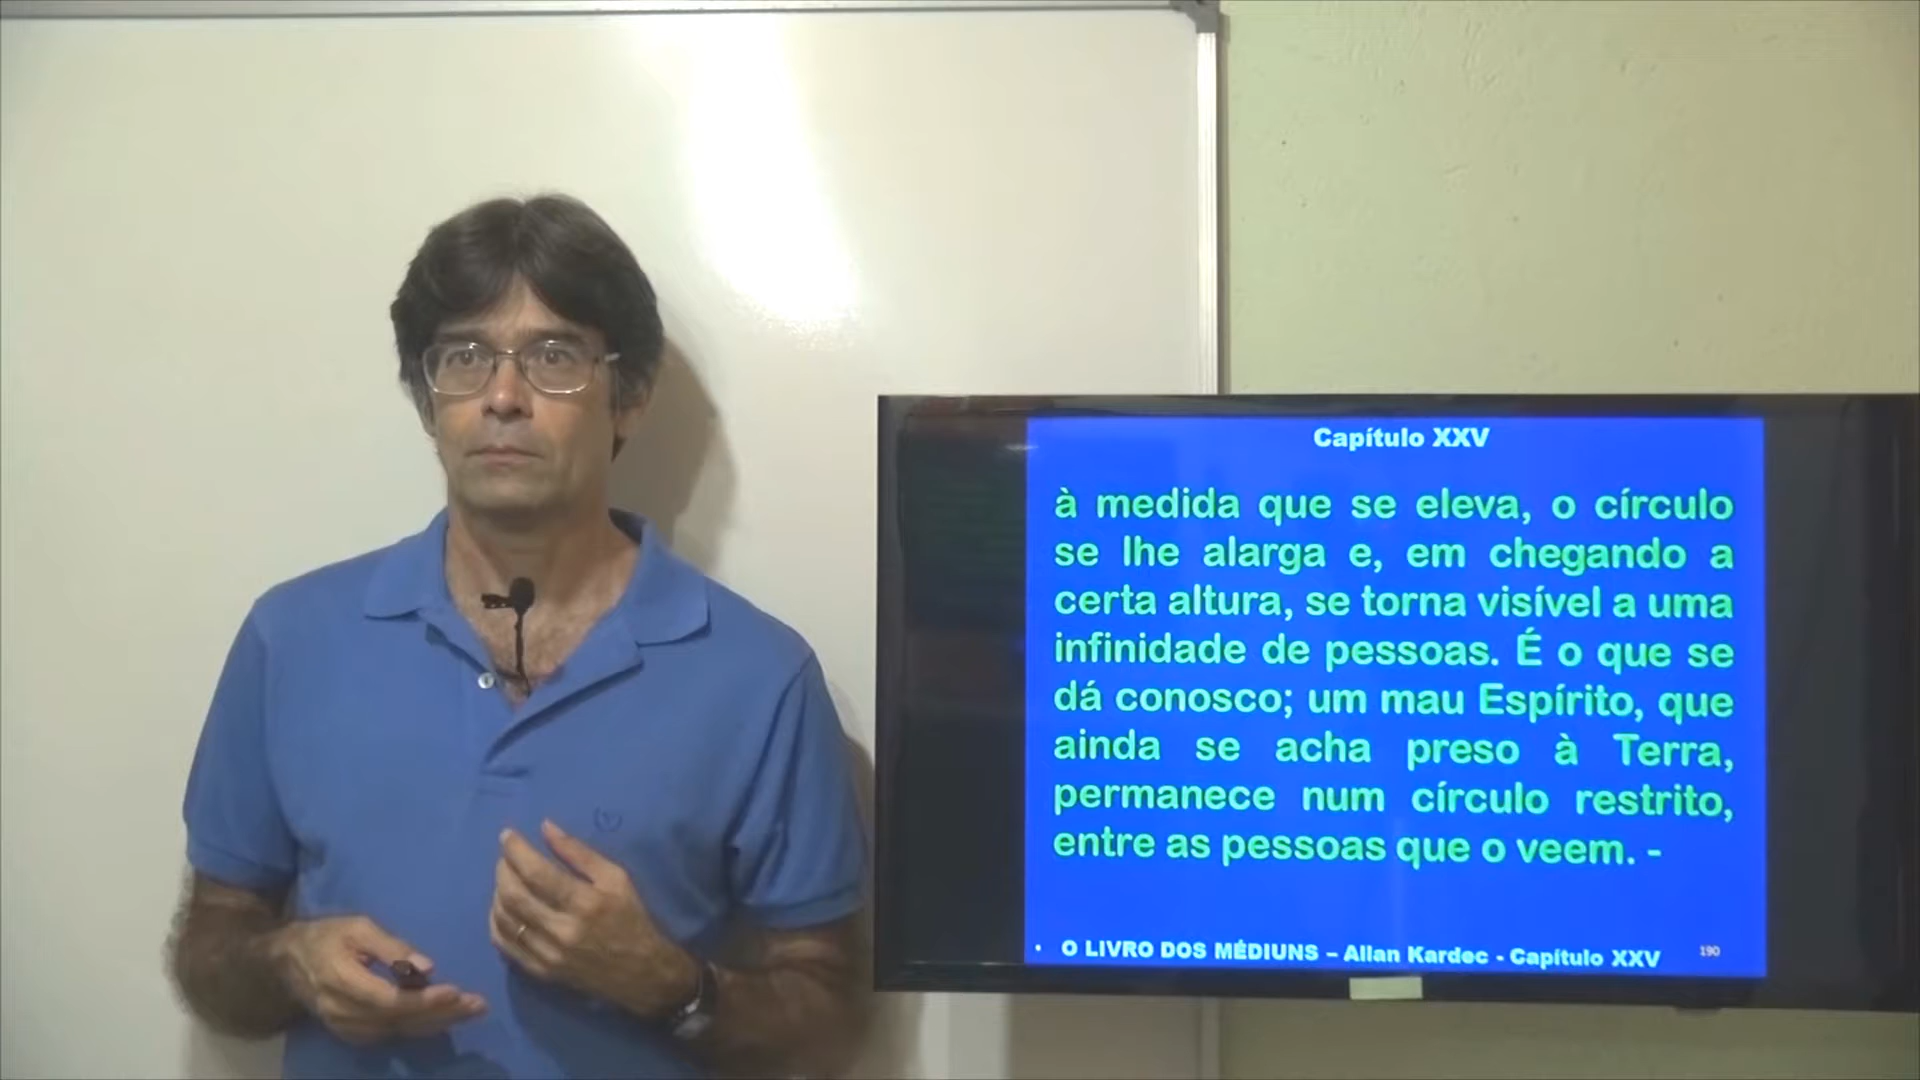 Capítulo XXV
à medida que se eleva, o círculo
se lhe alarga e, em chegando a
certa altura, se torna visível a uma
infinidade de pessoas. É o que se
dá conosco; um mau Espírito, que
ainda se acha preso à Terra,
permanece num círculo restrito,
entre as pessoas que o veem. -
• O LIVRO DOS MÉDIUNS – Allan Kardec - Capítulo XXV 190